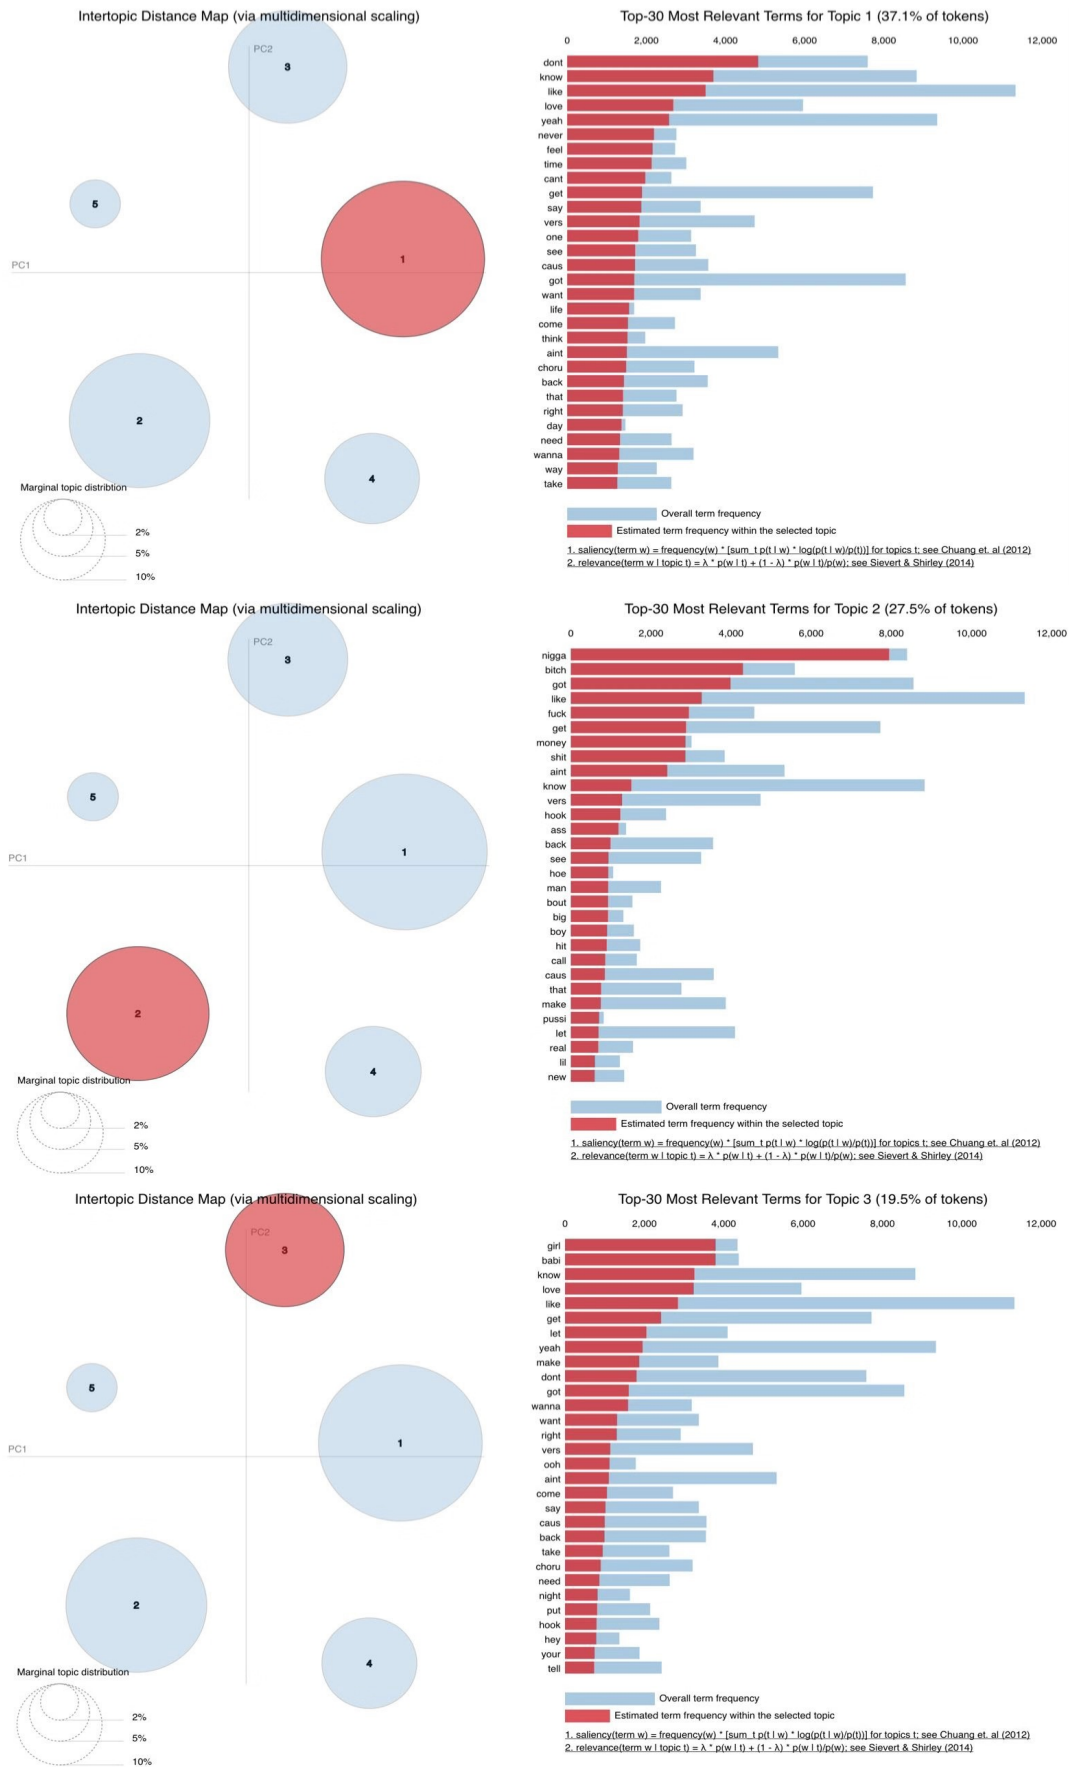 Intertopic Distance Map (via multidimensional scaling)
PC2
3
5
1
PC1
2
4
Marginal topic distribtion
2%
5%
10%
Top-30 Most Relevant Terms for Topic 1 (37.1% of tokens)
0 2,000 4,000 6,000 8,000 10,000 12,000
dont
know
like
love
yeah
never
feel
time
cant
get
say
vers
one
see
caus
got
want
life
come
think
aint
choru
back
that
right
day
need
wanna
way
take
Overall term frequency
Estimated term frequency within the selected topic
1. saliency(term w) = frequency(w) * [sum_t p(t | w) * log(p(t | w)/p(t))] for topics t; see Chuang et. al (2012)
2. relevance(term w | topic t) = λ * p(w | t) + (1 - λ) * p(w | t)/p(w); see Sievert & Shirley (2014)
Intertopic Distance Map (via multidimensional scaling)
PC2
3
5
1
PC1
2
4
Marginal topic distribution
2%
5%
10%
Top-30 Most Relevant Terms for Topic 2 (27.5% of tokens)
0 2,000 4,000 6,000 8,000 10,000 12,000
nigga
bitch
got
like
fuck
get
money
shit
aint
know
vers
hook
ass
back
see
hoe
man
bout
big
boy
hit
call
caus
that
make
pussi
let
real
lil
new
Overall term frequency
Estimated term frequency within the selected topic
1. saliency(term w) = frequency(w) * [sum_t p(t | w) * log(p(t | w)/p(t))] for topics t; see Chuang et. al (2012)
2. relevance(term w | topic t) = λ * p(w | t) + (1 - λ) * p(w | t)/p(w); see Sievert & Shirley (2014)
Intertopic Distance Map (via multidimensional scaling)
PC2
3
5
1
PC1
2
4
Marginal topic distribution
2%
5%
10%
Top-30 Most Relevant Terms for Topic 3 (19.5% of tokens)
0 2,000 4,000 6,000 8,000 10,000 12,000
girl
babi
know
love
like
get
let
yeah
make
dont
got
wanna
want
right
vers
ooh
aint
come
say
caus
back
take
choru
need
night
put
hook
hey
your
tell
Overall term frequency
Estimated term frequency within the selected topic
1. saliency(term w) = frequency(w) * [sum_t p(t | w) * log(p(t | w)/p(t))] for topics t; see Chuang et. al (2012)
2. relevance(term w | topic t) = λ * p(w | t) + (1 - λ) * p(w | t)/p(w); see Sievert & Shirley (2014)